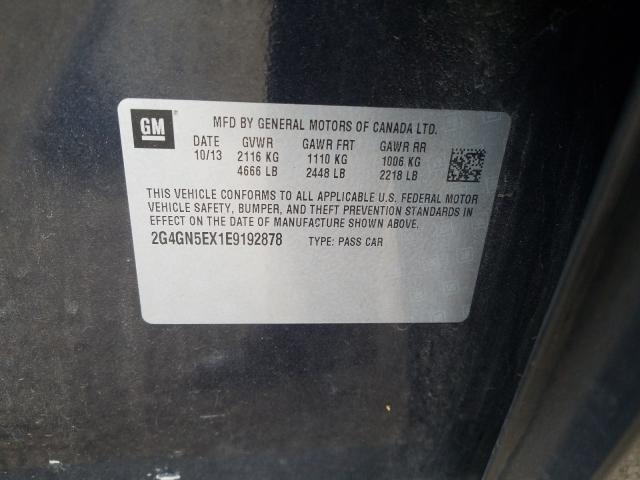 GM
MFD BY GENERAL MOTORS OF CANADA LTD.
DATE GVWR GAWR FRT GAWR RR
10/13 2116 KG 1110 KG 1006 KG
4666 LB 2448 LB 2218 LB
THIS VEHICLE CONFORMS TO ALL APPLICABLE U.S. FEDERAL MOTOR
VEHICLE SAFETY, BUMPER, AND THEFT PREVENTION STANDARDS IN
EFFECT ON THE DATE OF MANUFACTURE SHOWN ABOVE.
2G4GN5EX1E9192878 TYPE: PASS CAR